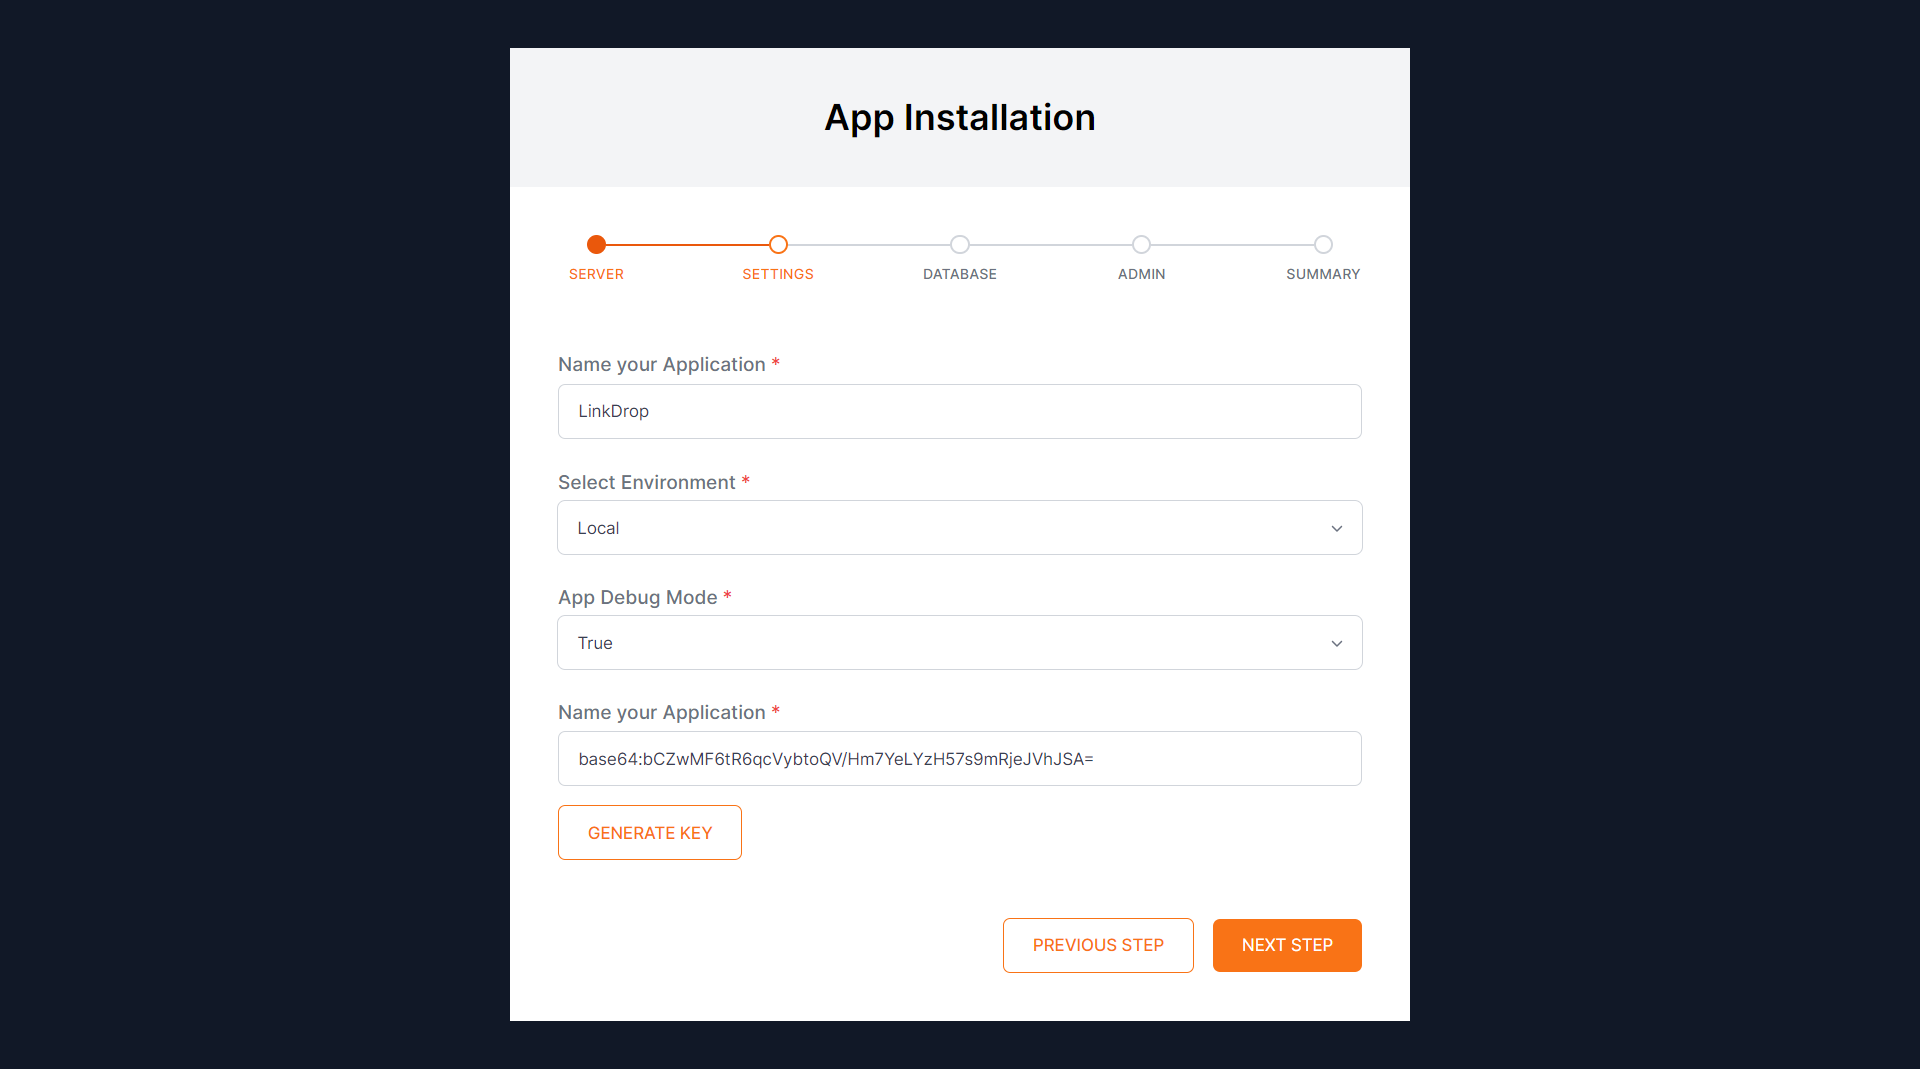 App Installation
SERVER SETTINGS DATABASE ADMIN SUMMARY
Name your Application *
LinkDrop
Select Environment *
Local
App Debug Mode *
True
Name your Application *
base64:bCZwMF6tR6qcVybtoQV/Hm7YeLYzH57s9mRjeJVhJSA=
GENERATE KEY
PREVIOUS STEP NEXT STEP